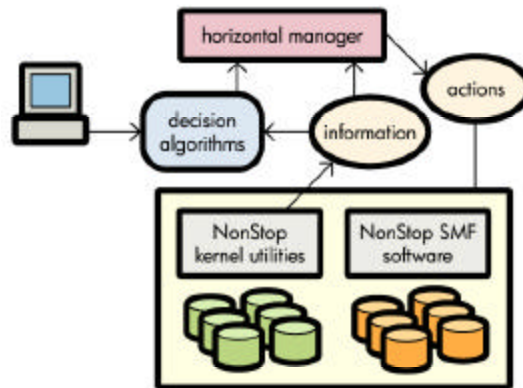 horizontal manager
actions
decision
algorithms
information
NonStop
kernel utilities
NonStop SMF
software